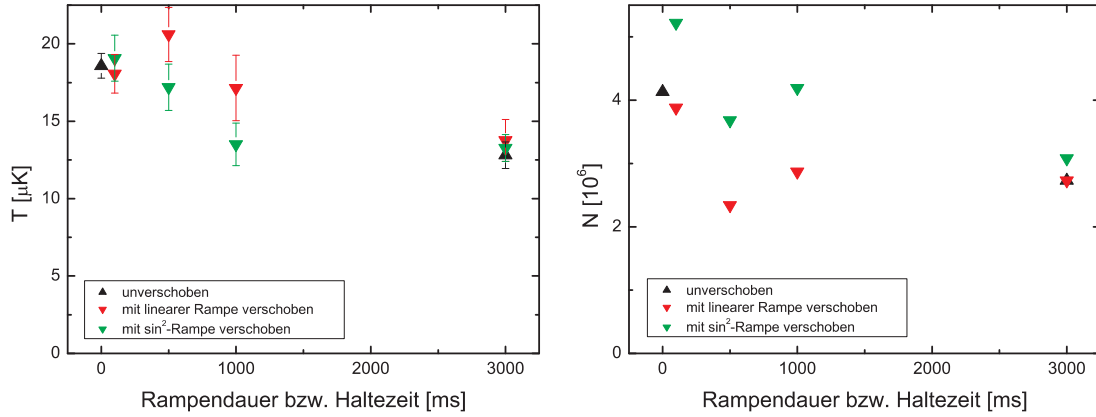 20
15
10
5
0
T [μK]
unverschoben
mit linearer Rampe verschoben
mit sin²-Rampe verschoben
0 1000 2000 3000
Rampendauer bzw. Haltezeit [ms]
4
2
0
N [10⁶]
unverschoben
mit linearer Rampe verschoben
mit sin²-Rampe verschoben
0 1000 2000 3000
Rampendauer bzw. Haltezeit [ms]